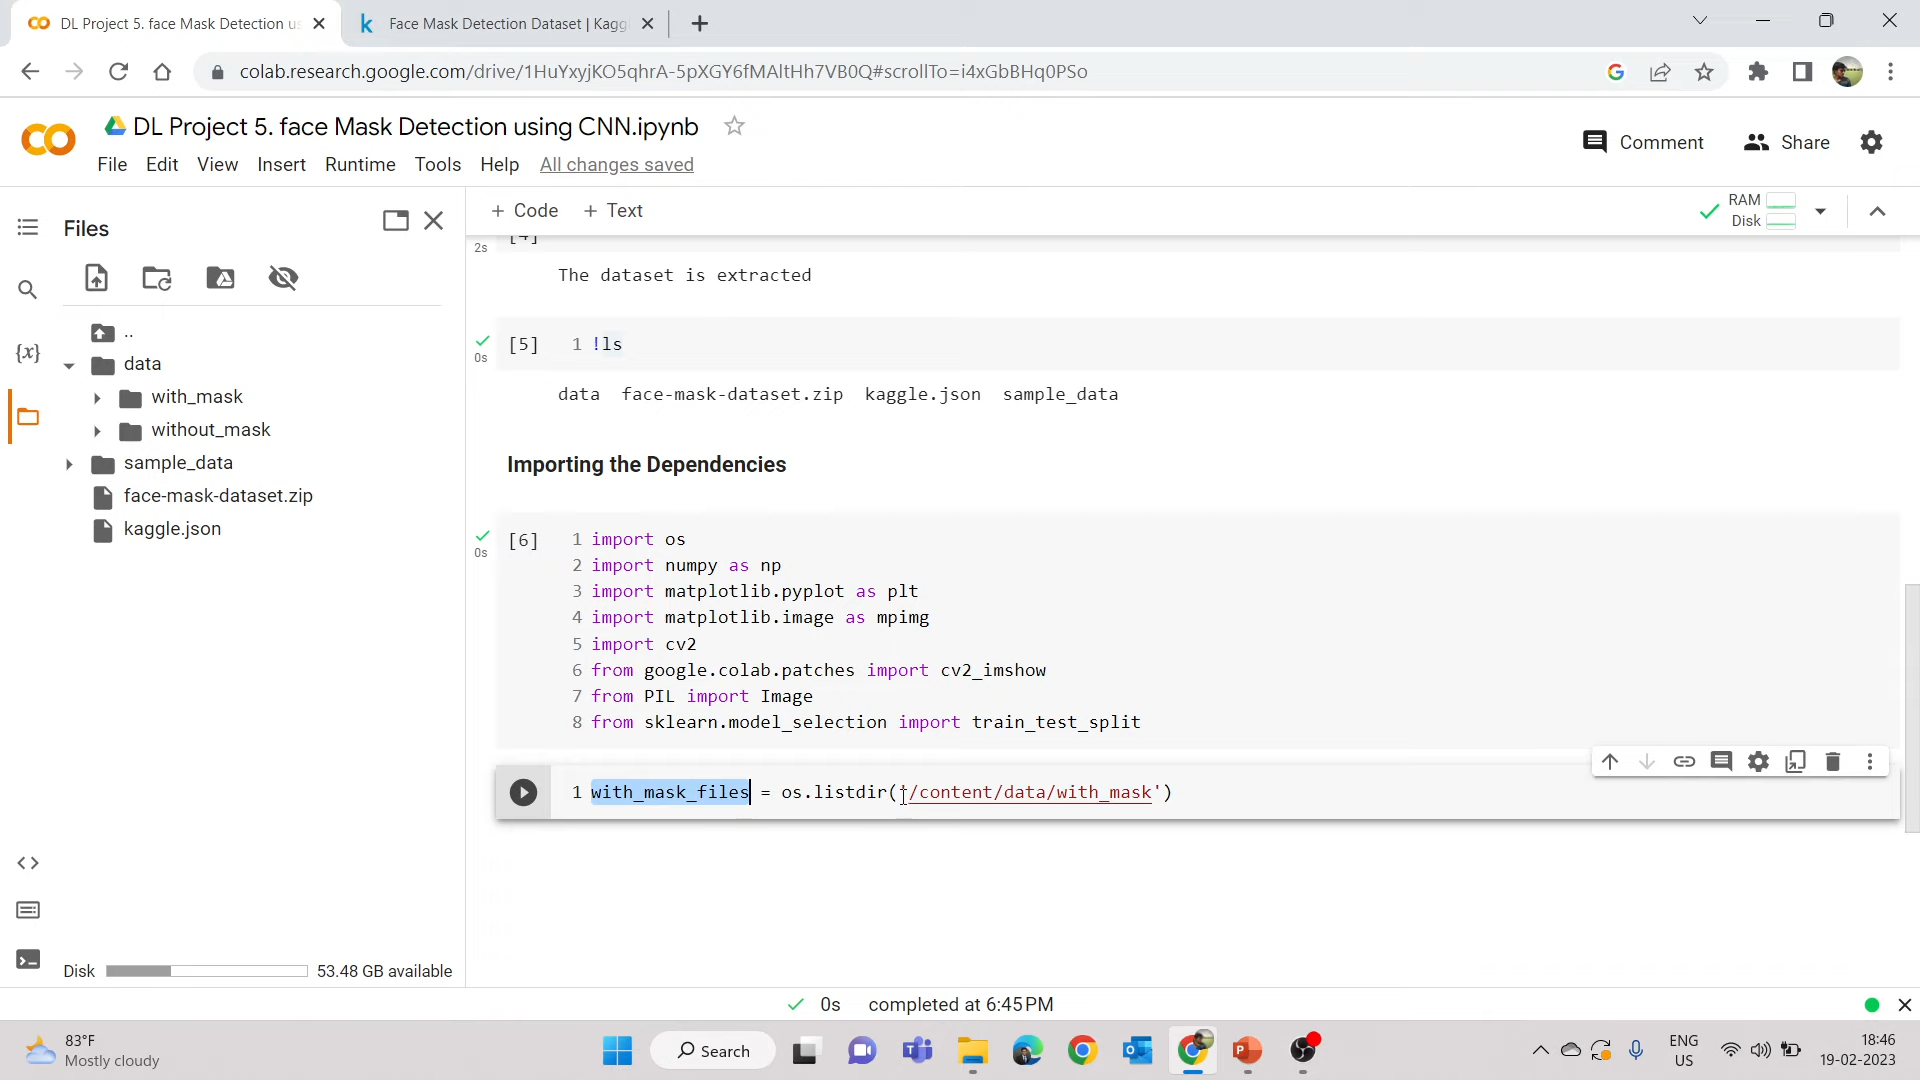 DL Project 5. face Mask Detection us
Face Mask Detection Dataset | Kagg
colab.research.google.com/drive/1HuYxyjKO5qhrA-5pXGY6fMAltHh7VB0Q#scrollTo=i4xGbBHq0PSo
DL Project 5. face Mask Detection using CNN.ipynb
Comment
Share
File Edit View Insert Runtime Tools Help All changes saved
Files
+ Code + Text
RAM
Disk
..
data
with_mask
without_mask
sample_data
face-mask-dataset.zip
kaggle.json
{x}
[4]
2s
The dataset is extracted
[5] 1 !ls
0s
data face-mask-dataset.zip kaggle.json sample_data
Importing the Dependencies
[6] 1 import os
0s
2 import numpy as np
3 import matplotlib.pyplot as plt
4 import matplotlib.image as mpimg
5 import cv2
6 from google.colab.patches import cv2_imshow
7 from PIL import Image
8 from sklearn.model_selection import train_test_split
1 with_mask_files = os.listdir('/content/data/with_mask')
Disk 53.48 GB available
0s completed at 6:45 PM
83°F
Mostly cloudy
Search
ENG
US
18:46
19-02-2023